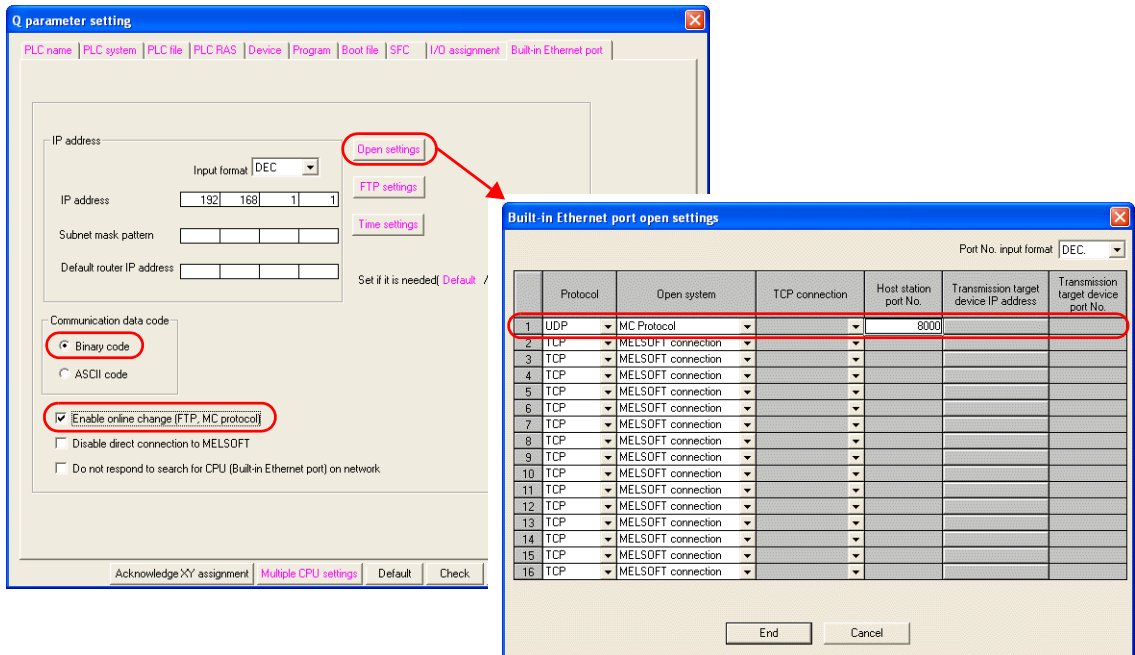 Q parameter setting
PLC name PLC system PLC file PLC RAS Device Program Boot file SFC I/O assignment Built-in Ethernet port
IP address
Input format DEC
IP address 192 168 1 1
Subnet mask pattern
Default router IP address
Open settings
FTP settings
Time settings
Set if it is needed( Default /
Communication data code
Binary code
ASCII code
Enable online change (FTP, MC protocol)
Disable direct connection to MELSOFT
Do not respond to search for CPU (Built-in Ethernet port) on network
Acknowledge XY assignment Multiple CPU settings Default Check
Built-in Ethernet port open settings
Port No. input format DEC.
Protocol Open system TCP connection Host station port No. Transmission target device IP address Transmission target device port No.
1 UDP MC Protocol 8000
2 TCP MELSOFT connection
3 TCP MELSOFT connection
4 TCP MELSOFT connection
5 TCP MELSOFT connection
6 TCP MELSOFT connection
7 TCP MELSOFT connection
8 TCP MELSOFT connection
9 TCP MELSOFT connection
10 TCP MELSOFT connection
11 TCP MELSOFT connection
12 TCP MELSOFT connection
13 TCP MELSOFT connection
14 TCP MELSOFT connection
15 TCP MELSOFT connection
16 TCP MELSOFT connection
End Cancel